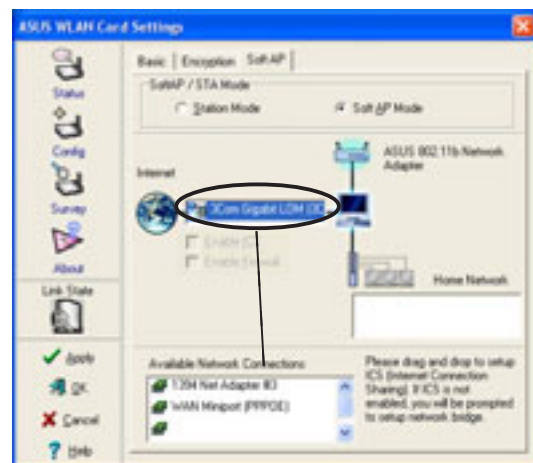 ASUS WLAN Card Settings
Status
Config
Survey
About
Link State
Apply
OK
Cancel
Help
Basic
Encryption
Soft AP
SoftAP / STA Mode
Station Mode
Soft AP Mode
Internet
ASUS 802.11b Network
Adapter
3Com Gigabit LOM (3C
Enable ICS
Enable Firewall
Home Network
Available Network Connections
1394 Net Adapter #3
WAN Miniport (PPPOE)
Please drag and drop to setup
ICS (Internet Connection
Sharing). If ICS is not
enabled, you will be prompted
to setup network bridge.